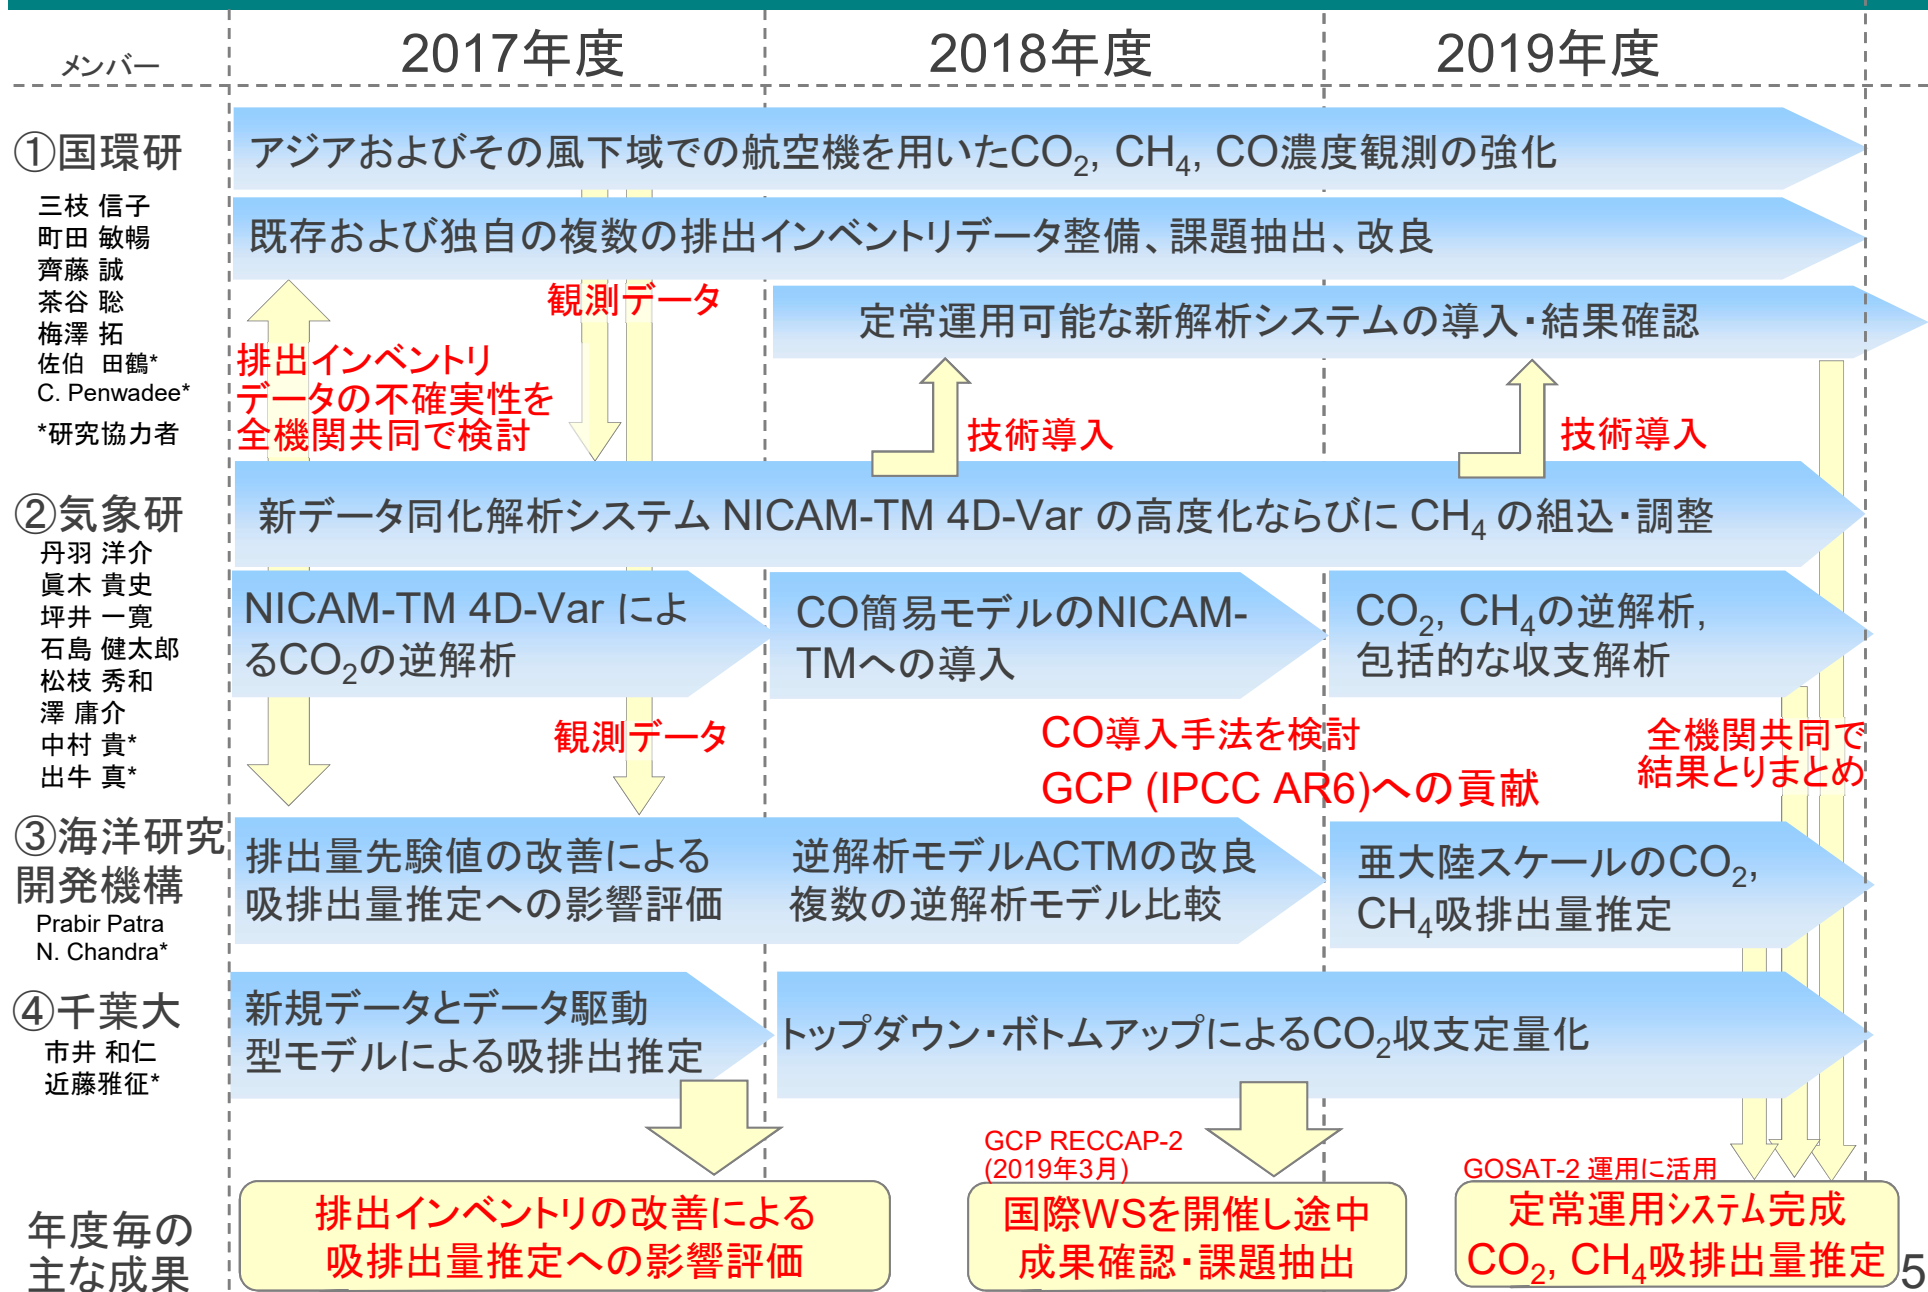 メンバー
2017年度
2018年度
2019年度
①国環研
三枝 信子
町田 敏暢
齊藤 誠
茶谷 聡
梅澤 拓
佐伯 田鶴*
C. Penwadee*
*研究協力者
アジアおよびその風下域での航空機を用いたCO₂, CH₄, CO濃度観測の強化
既存および独自の複数の排出インベントリデータ整備、課題抽出、改良
観測データ
定常運用可能な新解析システムの導入・結果確認
排出インベントリ
データの不確実性を
全機関共同で検討
技術導入
技術導入
②気象研
丹羽 洋介
眞木 貴史
坪井 一寛
石島 健太郎
松枝 秀和
澤 庸介
中村 貴*
出牛 真*
新データ同化解析システム NICAM-TM 4D-Var の高度化ならびに CH₄ の組込・調整
NICAM-TM 4D-Var によ
るCO₂の逆解析
CO簡易モデルのNICAM-
TMへの導入
CO₂, CH₄の逆解析,
包括的な収支解析
観測データ
CO導入手法を検討
GCP (IPCC AR6)への貢献
全機関共同で
結果とりまとめ
③海洋研究
開発機構
Prabir Patra
N. Chandra*
排出量先験値の改善による
吸排出量推定への影響評価
逆解析モデルACTMの改良
複数の逆解析モデル比較
亜大陸スケールのCO₂,
CH₄吸排出量推定
④千葉大
市井 和仁
近藤雅征*
新規データとデータ駆動
型モデルによる吸排出推定
トップダウン・ボトムアップによるCO₂収支定量化
年度毎の
主な成果
排出インベントリの改善による
吸排出量推定への影響評価
GCP RECCAP-2
(2019年3月)
国際WSを開催し途中
成果確認・課題抽出
GOSAT-2 運用に活用
定常運用システム完成
CO₂, CH₄吸排出量推定
5